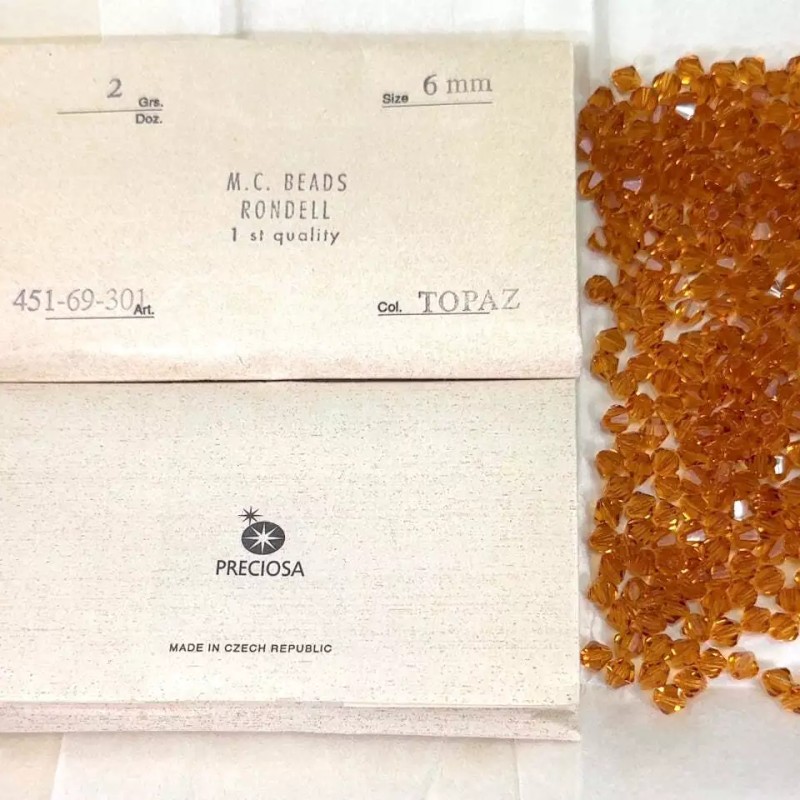 2 Grs. Size 6 mm
Doz.
M.C. BEADS
RONDELL
1 st quality
451-69-301 Art. Col. TOPAZ
PRECIOSA
MADE IN CZECH REPUBLIC